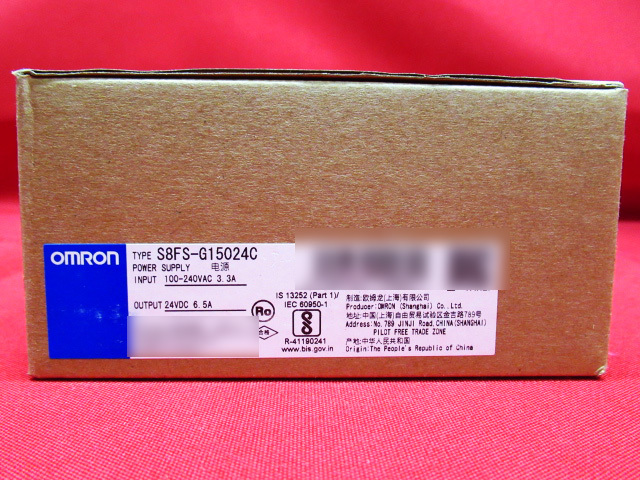 OMRON
TYPE S8FS-G15024C
POWER SUPPLY 电源
INPUT 100-240VAC 3.3A
OUTPUT 24VDC 6.5A
Ro
合格
IS 13252 (Part 1)/
IEC 60950-1
R-41190241
www.bis.gov.in
制造:欧姆龙(上海)有限公司
Producer:OMRON (Shanghai) Co., Ltd.
地址:中国(上海)自由贸易试验区金吉路789号
Address:No.789 JINJI Road,CHINA(SHANGHAI)
PILOT FREE TRADE ZONE
产地:中华人民共和国
Origin:The People's Republic of China